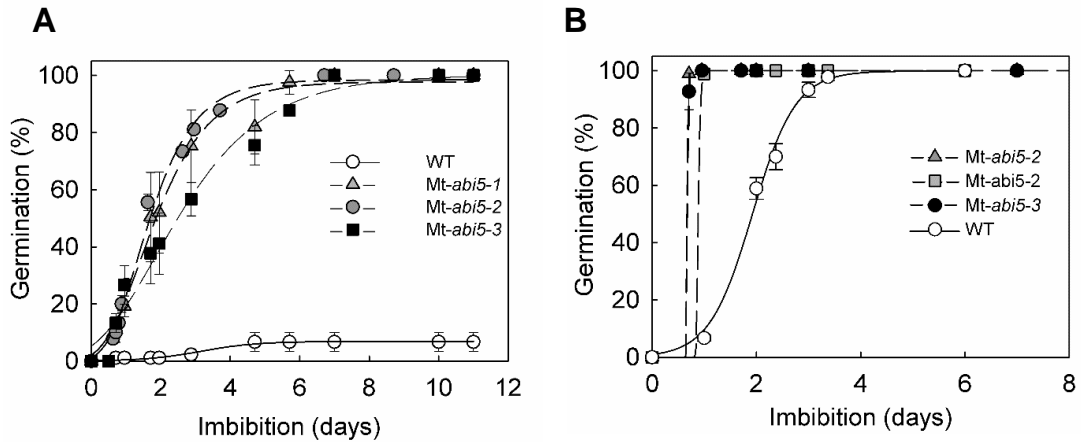 A
B
100
80
60
40
20
0
Germination (%)
WT
Mt-abi5-1
Mt-abi5-2
Mt-abi5-3
0 2 4 6 8 10 12
Imbibition (days)
100
80
60
40
20
0
Germination (%)
Mt-abi5-2
Mt-abi5-2
Mt-abi5-3
WT
0 2 4 6 8
Imbibition (days)